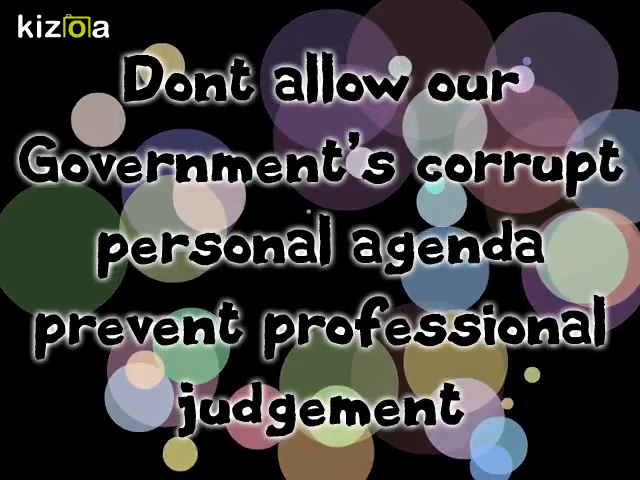 kizoa
Dont allow our
Government's corrupt
personal agenda
prevent professional
judgement